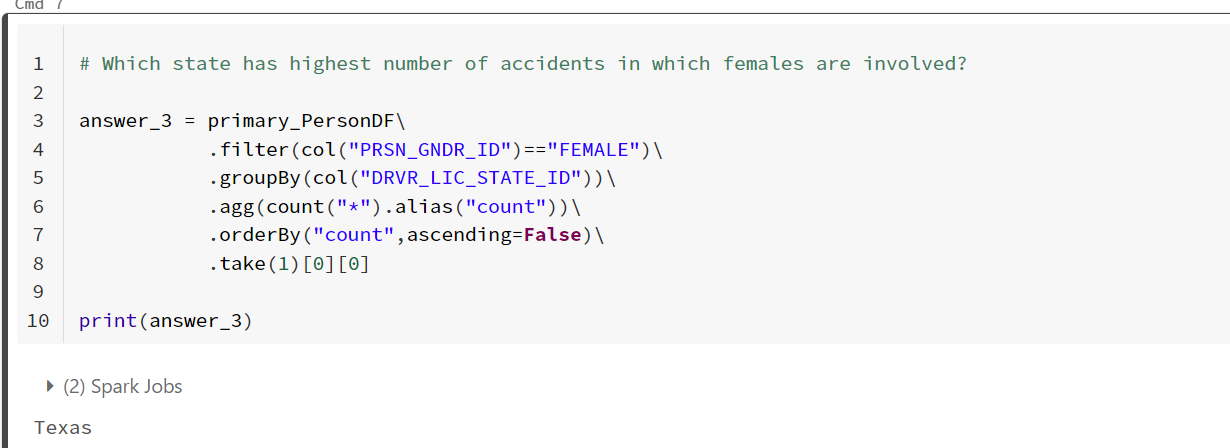 Cmd 7
1 # Which state has highest number of accidents in which females are involved?
2
3 answer_3 = primary_PersonDF\
4 .filter(col("PRSN_GNDR_ID")=="FEMALE")\
5 .groupBy(col("DRVR_LIC_STATE_ID"))\
6 .agg(count("*").alias("count"))\
7 .orderBy("count",ascending=False)\
8 .take(1)[0][0]
9
10 print(answer_3)
(2) Spark Jobs
Texas